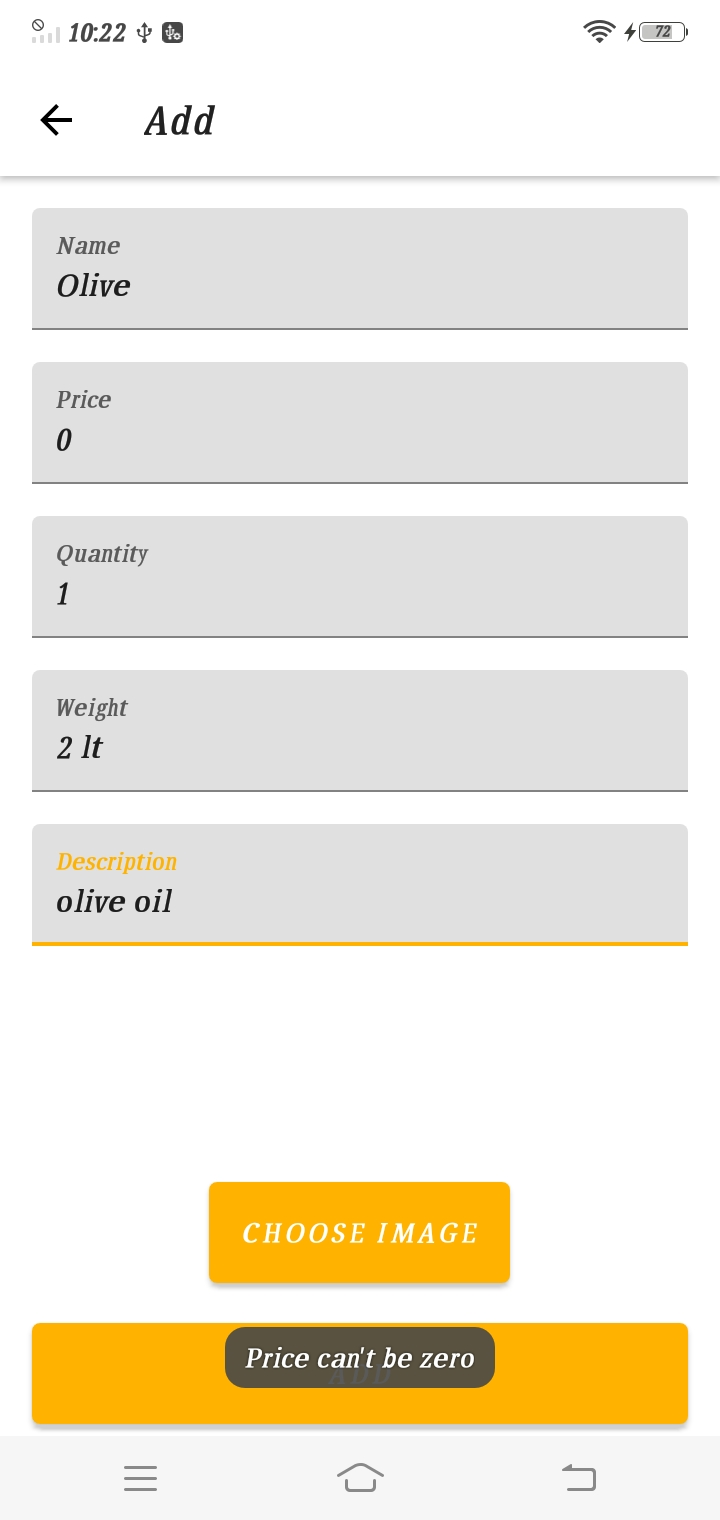 10:22
72
Add
Name
Olive
Price
0
Quantity
1
Weight
2 lt
Description
olive oil
CHOOSE IMAGE
Price can't be zero
ADD